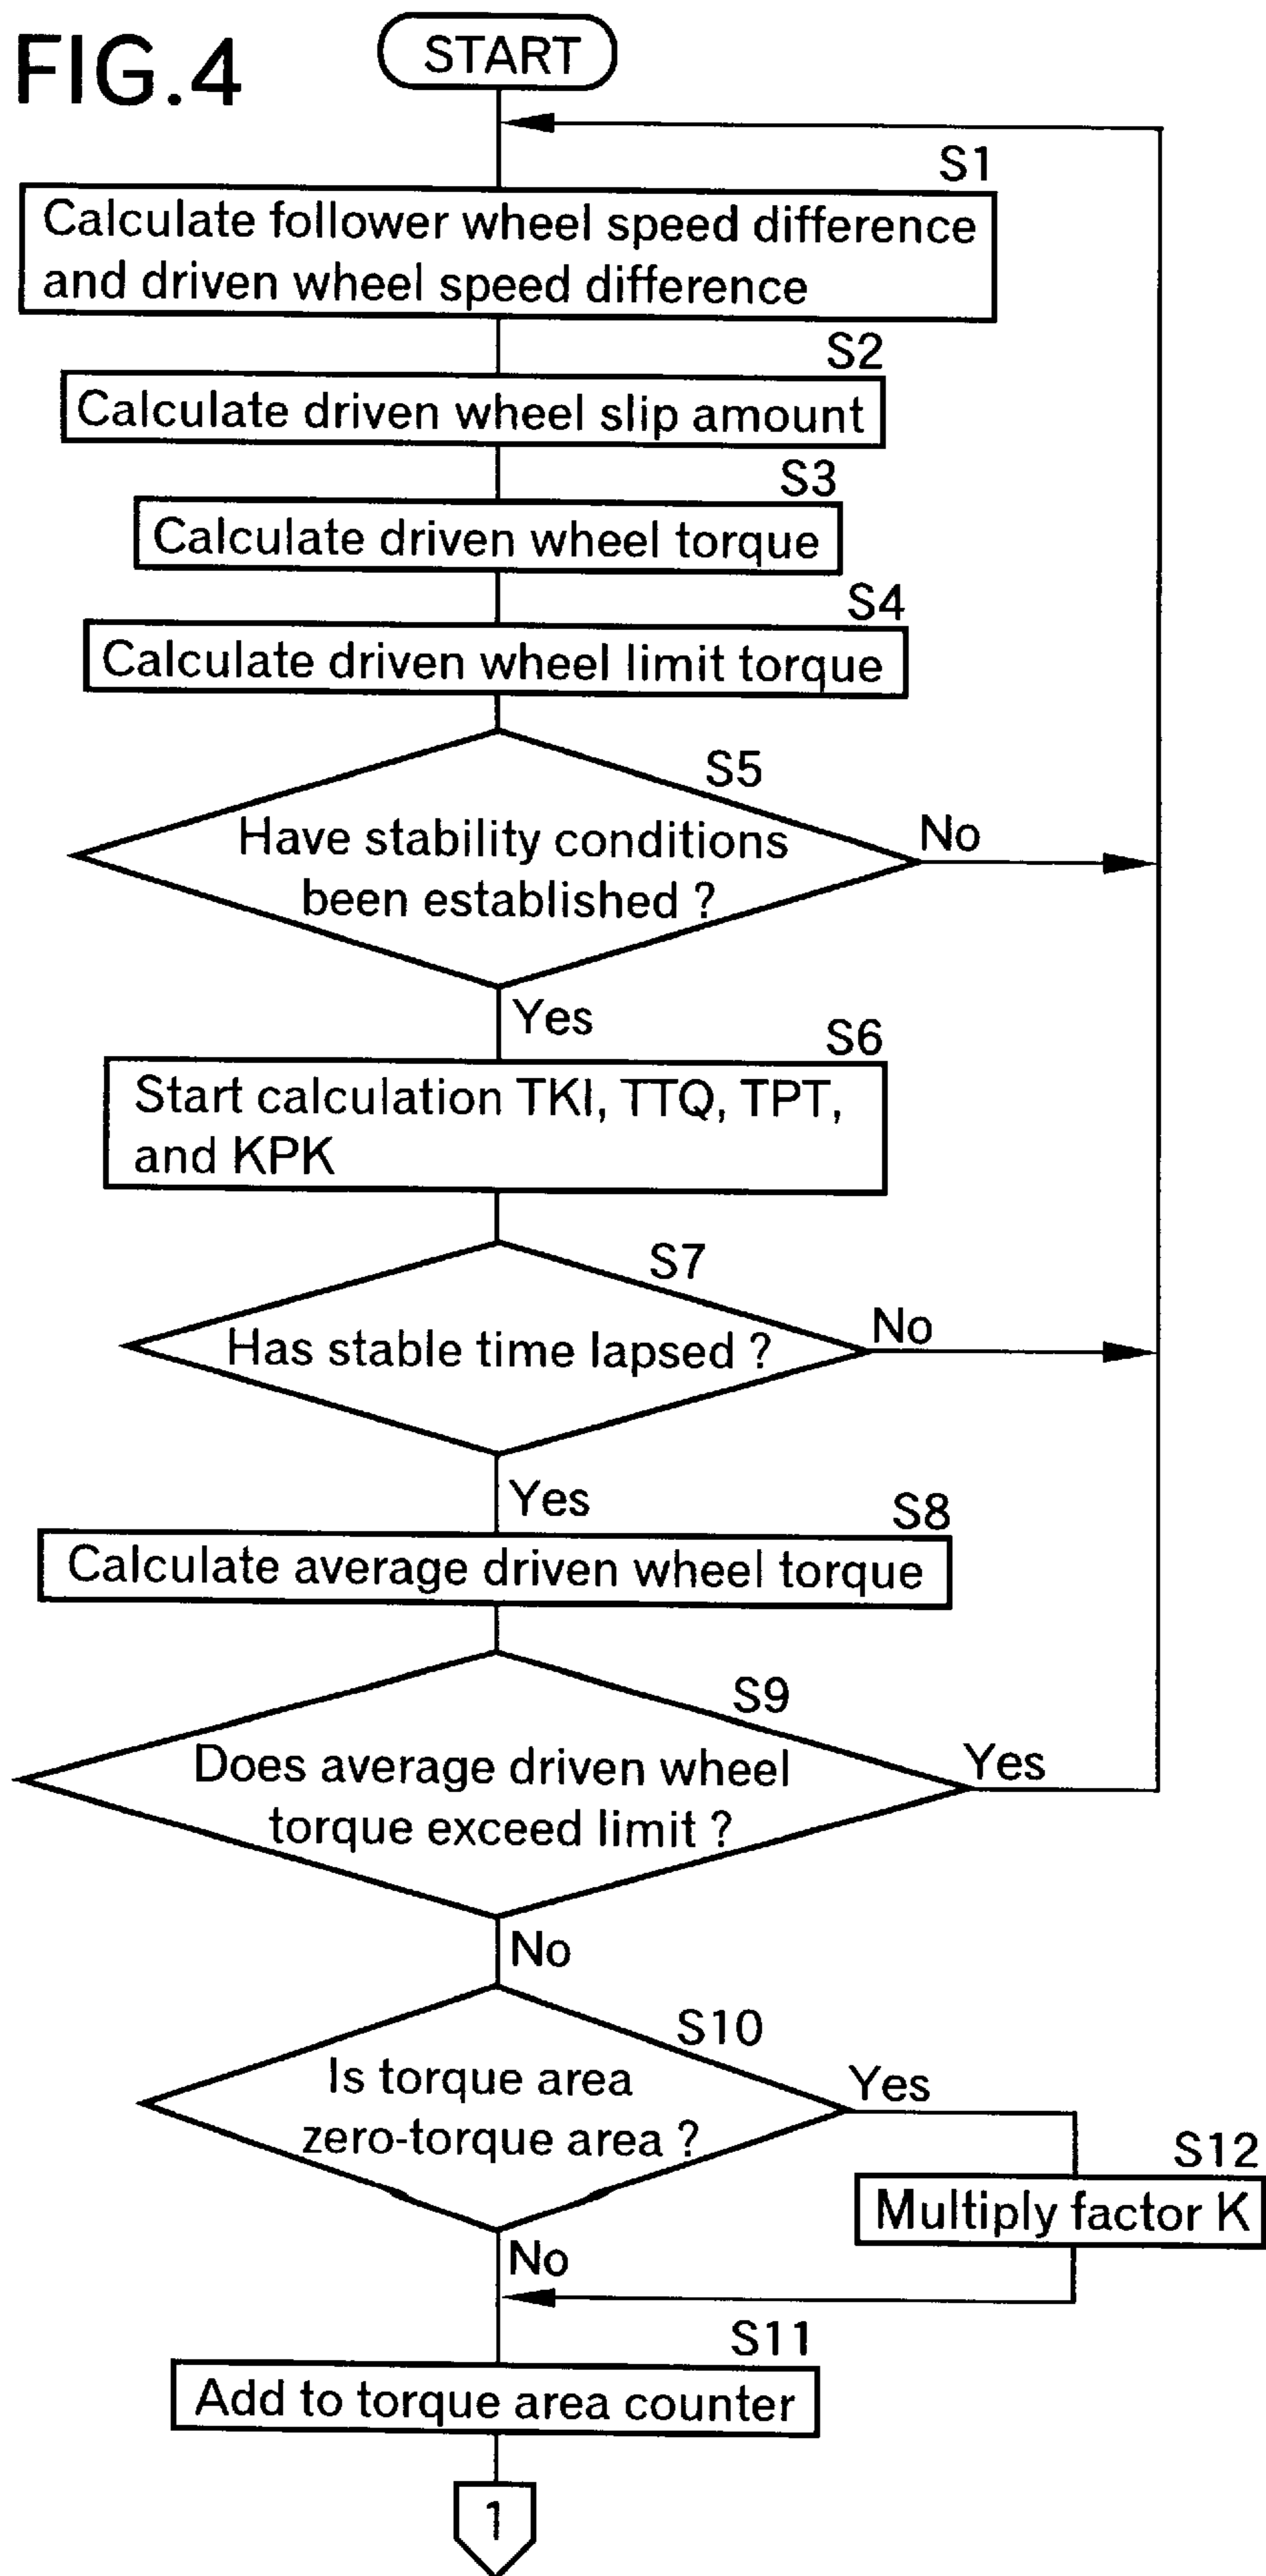 FIG.4
START
S1
Calculate follower wheel speed difference
and driven wheel speed difference
S2
Calculate driven wheel slip amount
S3
Calculate driven wheel torque
S4
Calculate driven wheel limit torque
S5
Have stability conditions
been established ?
No
Yes
S6
Start calculation TKI, TTQ, TPT,
and KPK
S7
Has stable time lapsed ?
No
Yes
S8
Calculate average driven wheel torque
S9
Does average driven wheel
torque exceed limit ?
Yes
No
S10
Is torque area
zero-torque area ?
Yes
S12
Multiply factor K
No
S11
Add to torque area counter
1